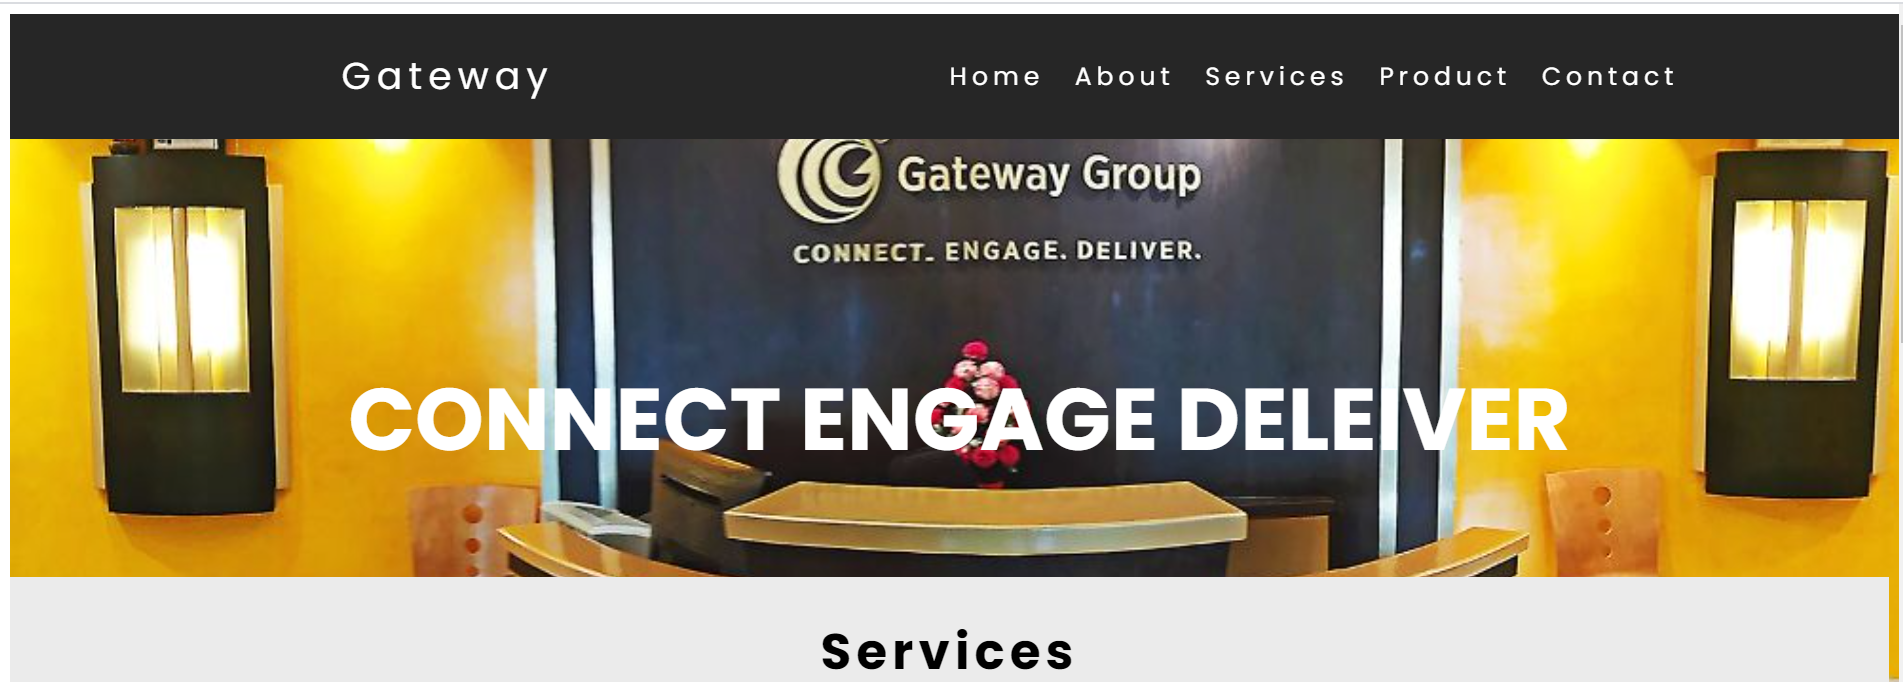 Gateway
Home About Services Product Contact
Gateway Group
CONNECT. ENGAGE. DELIVER.
CONNECT ENGAGE DELEIVER
Services